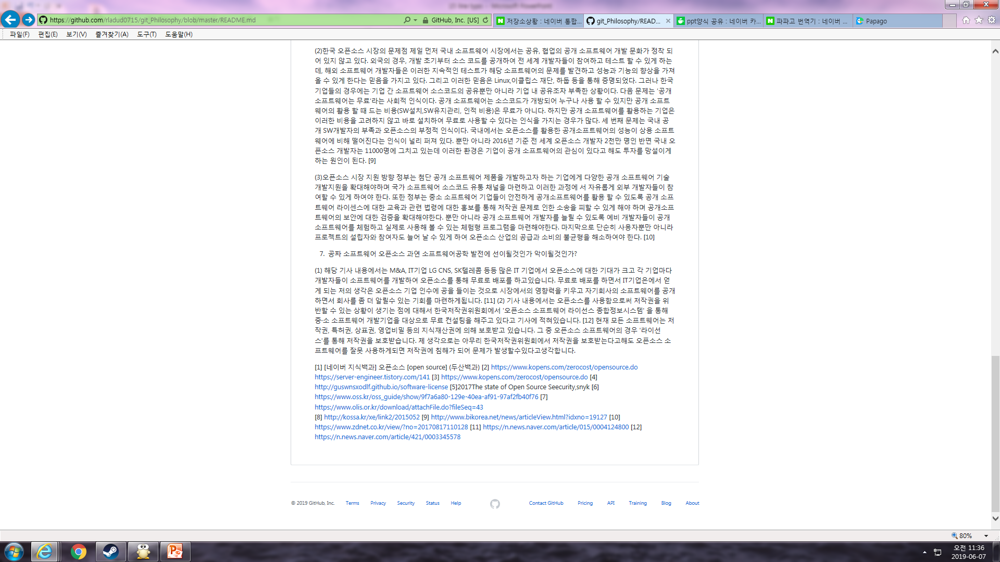 https://github.com/rladud0715/git_Philosophy/blob/master/README.md
GitHub, Inc. [US]
저장소상황 : 네이버 통합...
git_Philosophy/READ...
ppt양식 공유 : 네이버 카...
파파고 번역기 : 네이버 ...
Papago
파일(F) 편집(E) 보기(V) 즐겨찾기(A) 도구(T) 도움말(H)
(2)한국 오픈소스 시장의 문제점 제일 먼저 국내 소프트웨어 시장에서는 공유, 협업의 공개 소프트웨어 개발 문화가 정착 되
어 있지 않고 있다. 외국의 경우, 개발 초기부터 소스 코드를 공개하여 전 세계 개발자들이 참여하고 테스트 할 수 있게 하는
데, 해외 소프트웨어 개발자들은 이러한 지속적인 테스트가 해당 소프트웨어의 문제를 발견하고 성능과 기능의 향상을 가져
올 수 있게 한다는 믿음을 가지고 있다. 그리고 이러한 믿음은 Linux,이클립스 재단, 하둡 등을 통해 증명되었다. 그러나 한국
기업들의 경우에는 기업 간 소프트웨어 소스코드의 공유뿐만 아니라 기업 내 공유조차 부족한 상황이다. 다음 문제는 '공개
소프트웨어는 무료'라는 사회적 인식이다. 공개 소프트웨어는 소스코드가 개방되어 누구나 사용 할 수 있지만 공개 소프트
웨어의 활용 할 때 드는 비용(SW설치,SW유지관리, 인적 비용)은 무료가 아니다. 하지만 공개 소프트웨어를 활용하는 기업은
이러한 비용을 고려하지 않고 바로 설치하여 무료로 사용할 수 있다는 인식을 가지는 경우가 많다. 세 번째 문제는 국내 공
개 SW개발자의 부족과 오픈소스의 부정적 인식이다. 국내에서는 오픈소스를 활용한 공개소프트웨어의 성능이 상용 소프트
웨어에 비해 떨어진다는 인식이 널리 퍼져 있다. 뿐만 아니라 2016년 기준 전 세계 오픈소스 개발자 2천만 명인 반면 국내 오
픈소스 개발자는 11000명에 그치고 있는데 이러한 환경은 기업이 공개 소프트웨어의 관심이 있다고 해도 투자를 망설이게
하는 원인이 된다. [9]
(3)오픈소스 시장 지원 방향 정부는 첨단 공개 소프트웨어 제품을 개발하고자 하는 기업에게 다양한 공개 소프트웨어 기술
개발지원을 확대해야하며 국가 소프트웨어 소스코드 유통 채널을 마련하고 이러한 과정에 서 자유롭게 외부 개발자들이 참
여할 수 있게 하여야 한다. 또한 정부는 중소 소프트웨어 기업들이 안전하게 공개소프트웨어를 활용 할 수 있도록 공개 소프
트웨어 라이센스에 대한 교육과 관련 법령에 대한 홍보를 통해 저작권 문제로 인한 소송을 피할 수 있게 해야 하며 공개소프
트웨어의 보안에 대한 검증을 확대해야한다. 뿐만 아니라 공개 소프트웨어 개발자를 늘릴 수 있도록 예비 개발자들이 공개
소프트웨어를 체험하고 실제로 사용해 볼 수 있는 체험형 프로그램을 마련해야한다. 마지막으로 단순히 사용자뿐만 아니라
프로젝트의 설립자와 참여자도 늘어 날 수 있게 하여 오픈소스 산업의 공급과 소비의 불균형을 해소하여야 한다. [10]
7. 공짜 소프트웨어 오픈소스 과연 소프트웨어공학 발전에 선이될것인가 악이될것인가?
(1) 해당 기사 내용에서는 M&A, IT기업 LG CNS, SK텔레콤 등등 많은 IT 기업에서 오픈소스에 대한 기대가 크고 각 기업마다
개발자들이 소프트웨어를 개발하여 오픈소스를 통해 무료로 배포를 하고있습니다. 무료로 배포를 하면서 IT기업은에서 얻
게 되는 저의 생각은 오픈소스 기업 인수에 공을 들이는 것으로 시장에서의 영향력을 키우고 자기회사의 소프트웨어를 공개
하면서 회사를 좀 더 알릴수 있는 기회를 마련하게됩니다. [11] (2) 기사 내용에서는 오픈소스를 사용함으로써 저작권을 위
반할 수 있는 상황이 생기는 점에 대해서 한국저작권위원회에서 '오픈소스 소프트웨어 라이선스 종합정보시스템' 을 통해
중·소 소프트웨어 개발기업을 대상으로 무료 컨설팅을 해주고 있다고 기사에 적혀있습니다. [12] 현재 모든 소프트웨어는 저
작권, 특허권, 상표권, 영업비밀 등의 지식재산권에 의해 보호받고 있습니다. 그 중 오픈소스 소프트웨어의 경우 '라이선
스'를 통해 저작권을 보호받습니다. 제 생각으로는 아무리 한국저작권위원회에서 저작권을 보호받는다고해도 오픈소스 소
프트웨어를 잘못 사용하게되면 저작권에 침해가 되어 문제가 발생할수있다고생각합니다.
[1] [네이버 지식백과] 오픈소스 [open source] (두산백과) [2] https://www.kopens.com/zerocost/opensource.do
https://server-engineer.tistory.com/141 [3] https://www.kopens.com/zerocost/opensource.do [4]
http://guswnsxodlf.github.io/software-license [5]2017The state of Open Source Seecurity,snyk [6]
https://www.oss.kr/oss_guide/show/9f7a6a80-129e-40ea-af91-97af2fb40f76 [7]
https://www.olis.or.kr/download/attachFile.do?fileSeq=43
[8] http://kossa.kr/xe/link2/2015052 [9] http://www.bikorea.net/news/articleView.html?idxno=19127 [10]
https://www.zdnet.co.kr/view/?no=20170817110128 [11] https://n.news.naver.com/article/015/0004124800 [12]
https://n.news.naver.com/article/421/0003345578
© 2019 GitHub, Inc. Terms Privacy Security Status Help Contact GitHub Pricing API Training Blog About
80%
오전 11:36
2019-06-07